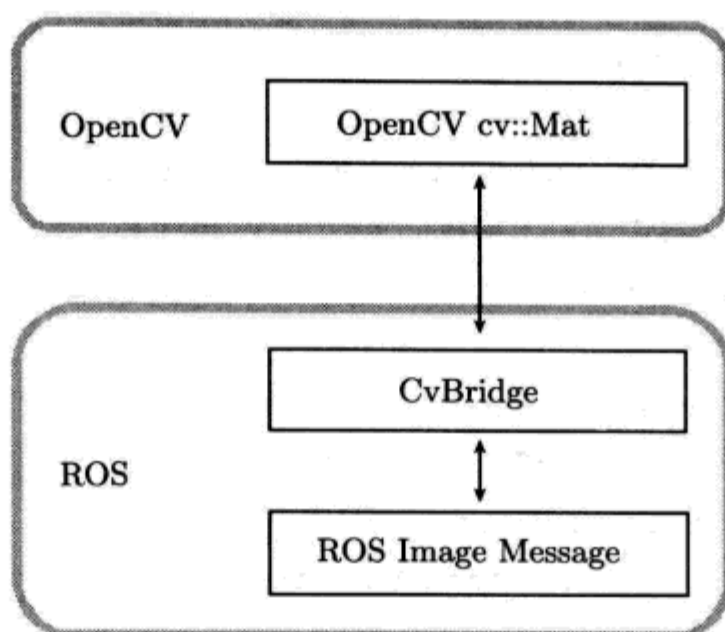 OpenCV
OpenCV cv::Mat
CvBridge
ROS
ROS Image Message